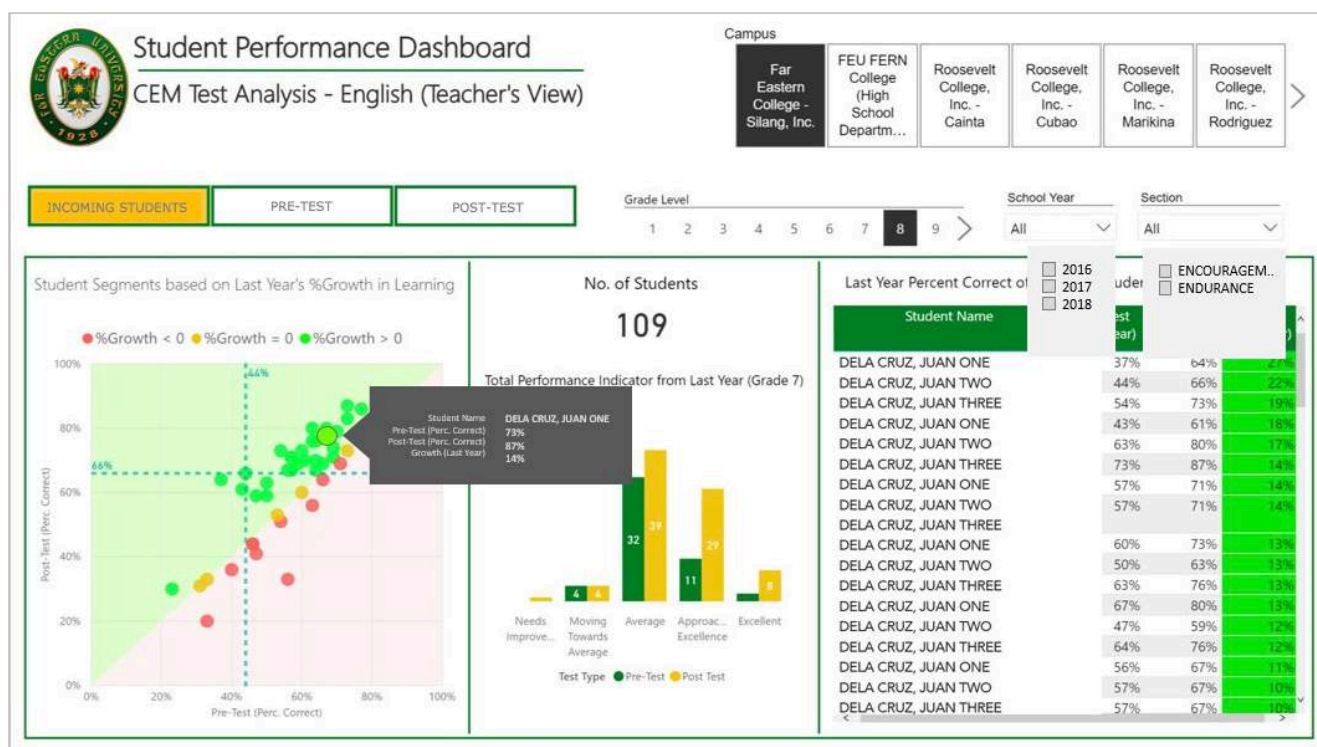 FAR EASTERN UNIVERSITY
1928
Student Performance Dashboard
CEM Test Analysis - English (Teacher's View)
Campus
Far Eastern College - Silang, Inc.
FEU FERN College (High School Departm...
Roosevelt College, Inc. - Cainta
Roosevelt College, Inc. - Cubao
Roosevelt College, Inc. - Marikina
Roosevelt College, Inc. - Rodriguez
INCOMING STUDENTS
PRE-TEST
POST-TEST
Grade Level
1 2 3 4 5 6 7 8 9
School Year
All
2016
2017
2018
Section
All
ENCOURAGEM..
ENDURANCE
Student Segments based on Last Year's %Growth in Learning
%Growth < 0 %Growth = 0 %Growth > 0
100%
80%
60%
40%
20%
0%
Post-Test (Perc. Correct)
44%
66%
0% 20% 40% 60% 80% 100%
Pre-Test (Perc. Correct)
Student Name DELA CRUZ, JUAN ONE
Pre-Test (Perc. Correct) 73%
Post-Test (Perc. Correct) 87%
Growth (Last Year) 14%
No. of Students
109
Total Performance Indicator from Last Year (Grade 7)
4 4
32 39
11 29
8
Needs Improve...
Moving Towards Average
Average
Approac... Excellence
Excellent
Test Type Pre-Test Post Test
Last Year Percent Correct of
Student Name
DELA CRUZ, JUAN ONE 37% 64% 27%
DELA CRUZ, JUAN TWO 44% 66% 22%
DELA CRUZ, JUAN THREE 54% 73% 19%
DELA CRUZ, JUAN ONE 43% 61% 18%
DELA CRUZ, JUAN TWO 63% 80% 17%
DELA CRUZ, JUAN THREE 73% 87% 14%
DELA CRUZ, JUAN ONE 57% 71% 14%
DELA CRUZ, JUAN TWO 57% 71% 14%
DELA CRUZ, JUAN THREE
DELA CRUZ, JUAN ONE 60% 73% 13%
DELA CRUZ, JUAN TWO 50% 63% 13%
DELA CRUZ, JUAN THREE 63% 76% 13%
DELA CRUZ, JUAN ONE 67% 80% 13%
DELA CRUZ, JUAN TWO 47% 59% 12%
DELA CRUZ, JUAN THREE 64% 76% 12%
DELA CRUZ, JUAN ONE 56% 67% 11%
DELA CRUZ, JUAN TWO 57% 67% 10%
DELA CRUZ, JUAN THREE 57% 67% 10%